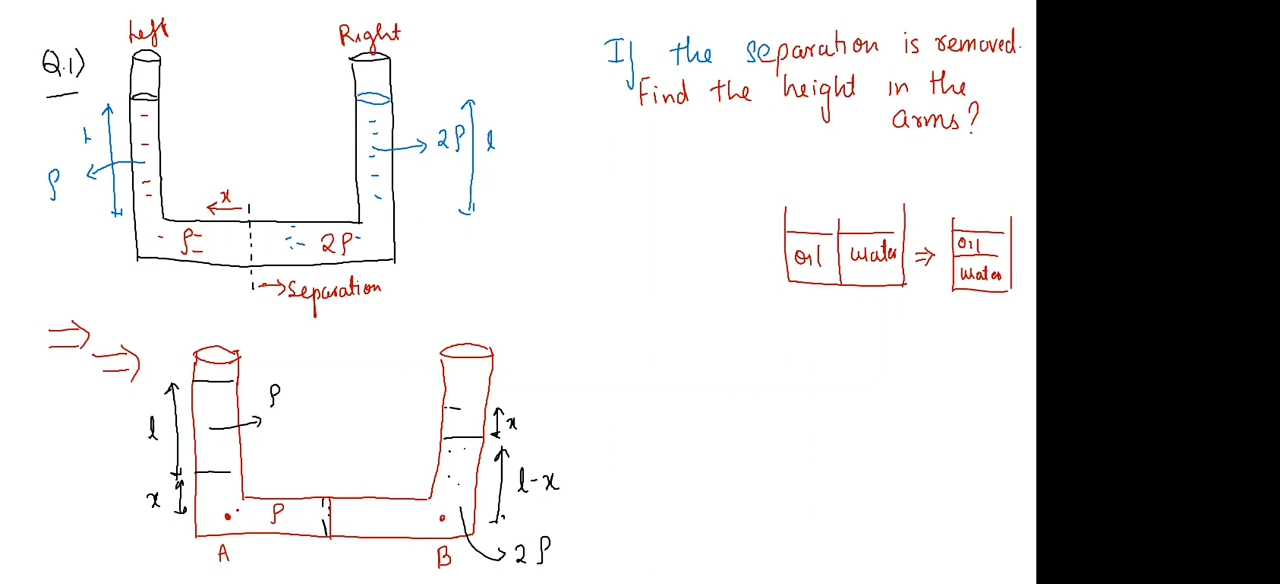 Left
Right
Q.1)
If the separation is removed.
Find the height in the
arms?
ρ
2ρ
l
x
ρ
2ρ
Separation
oil
water
⇒
oil
water
⇒
⇒
l
ρ
x
x
l-x
ρ
A
B
2ρ